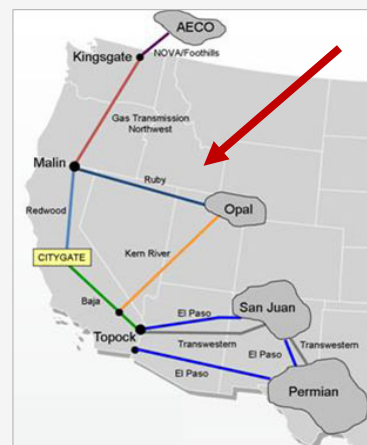 AECO
NOVA/Foothills
Kingsgate
Gas Transmission
Northwest
Malin
Ruby
Redwood
Opal
CITYGATE
Kern River
Baja
San Juan
El Paso
Topock
Transwestern
Transwestern
El Paso
El Paso
Permian